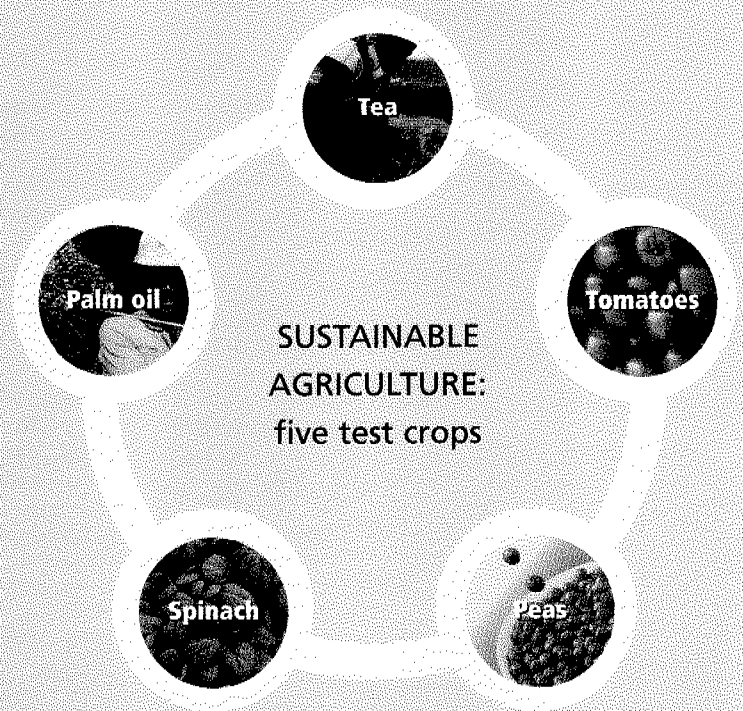 Tea
Palm oil
Tomatoes
SUSTAINABLE
AGRICULTURE:
five test crops
Spinach
Peas